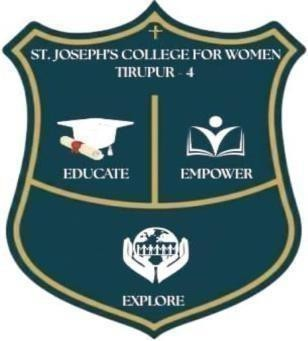 ST. JOSEPH'S COLLEGE FOR WOMEN
TIRUPUR - 4
EDUCATE
EMPOWER
EXPLORE